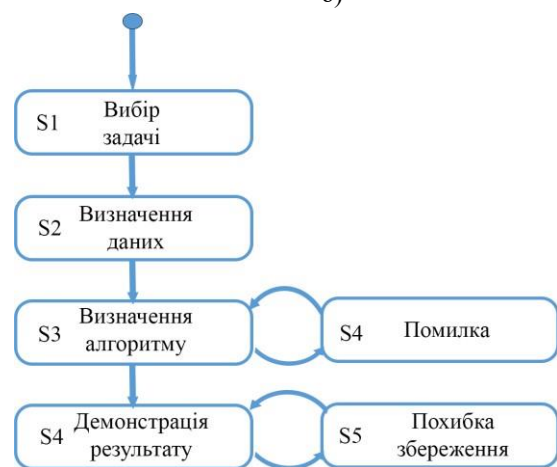 S1 Вибір
задачі
S2 Визначення
даних
S3 Визначення
алгоритму
S4 Помилка
S4 Демонстрація
результату
S5 Похибка
збереження